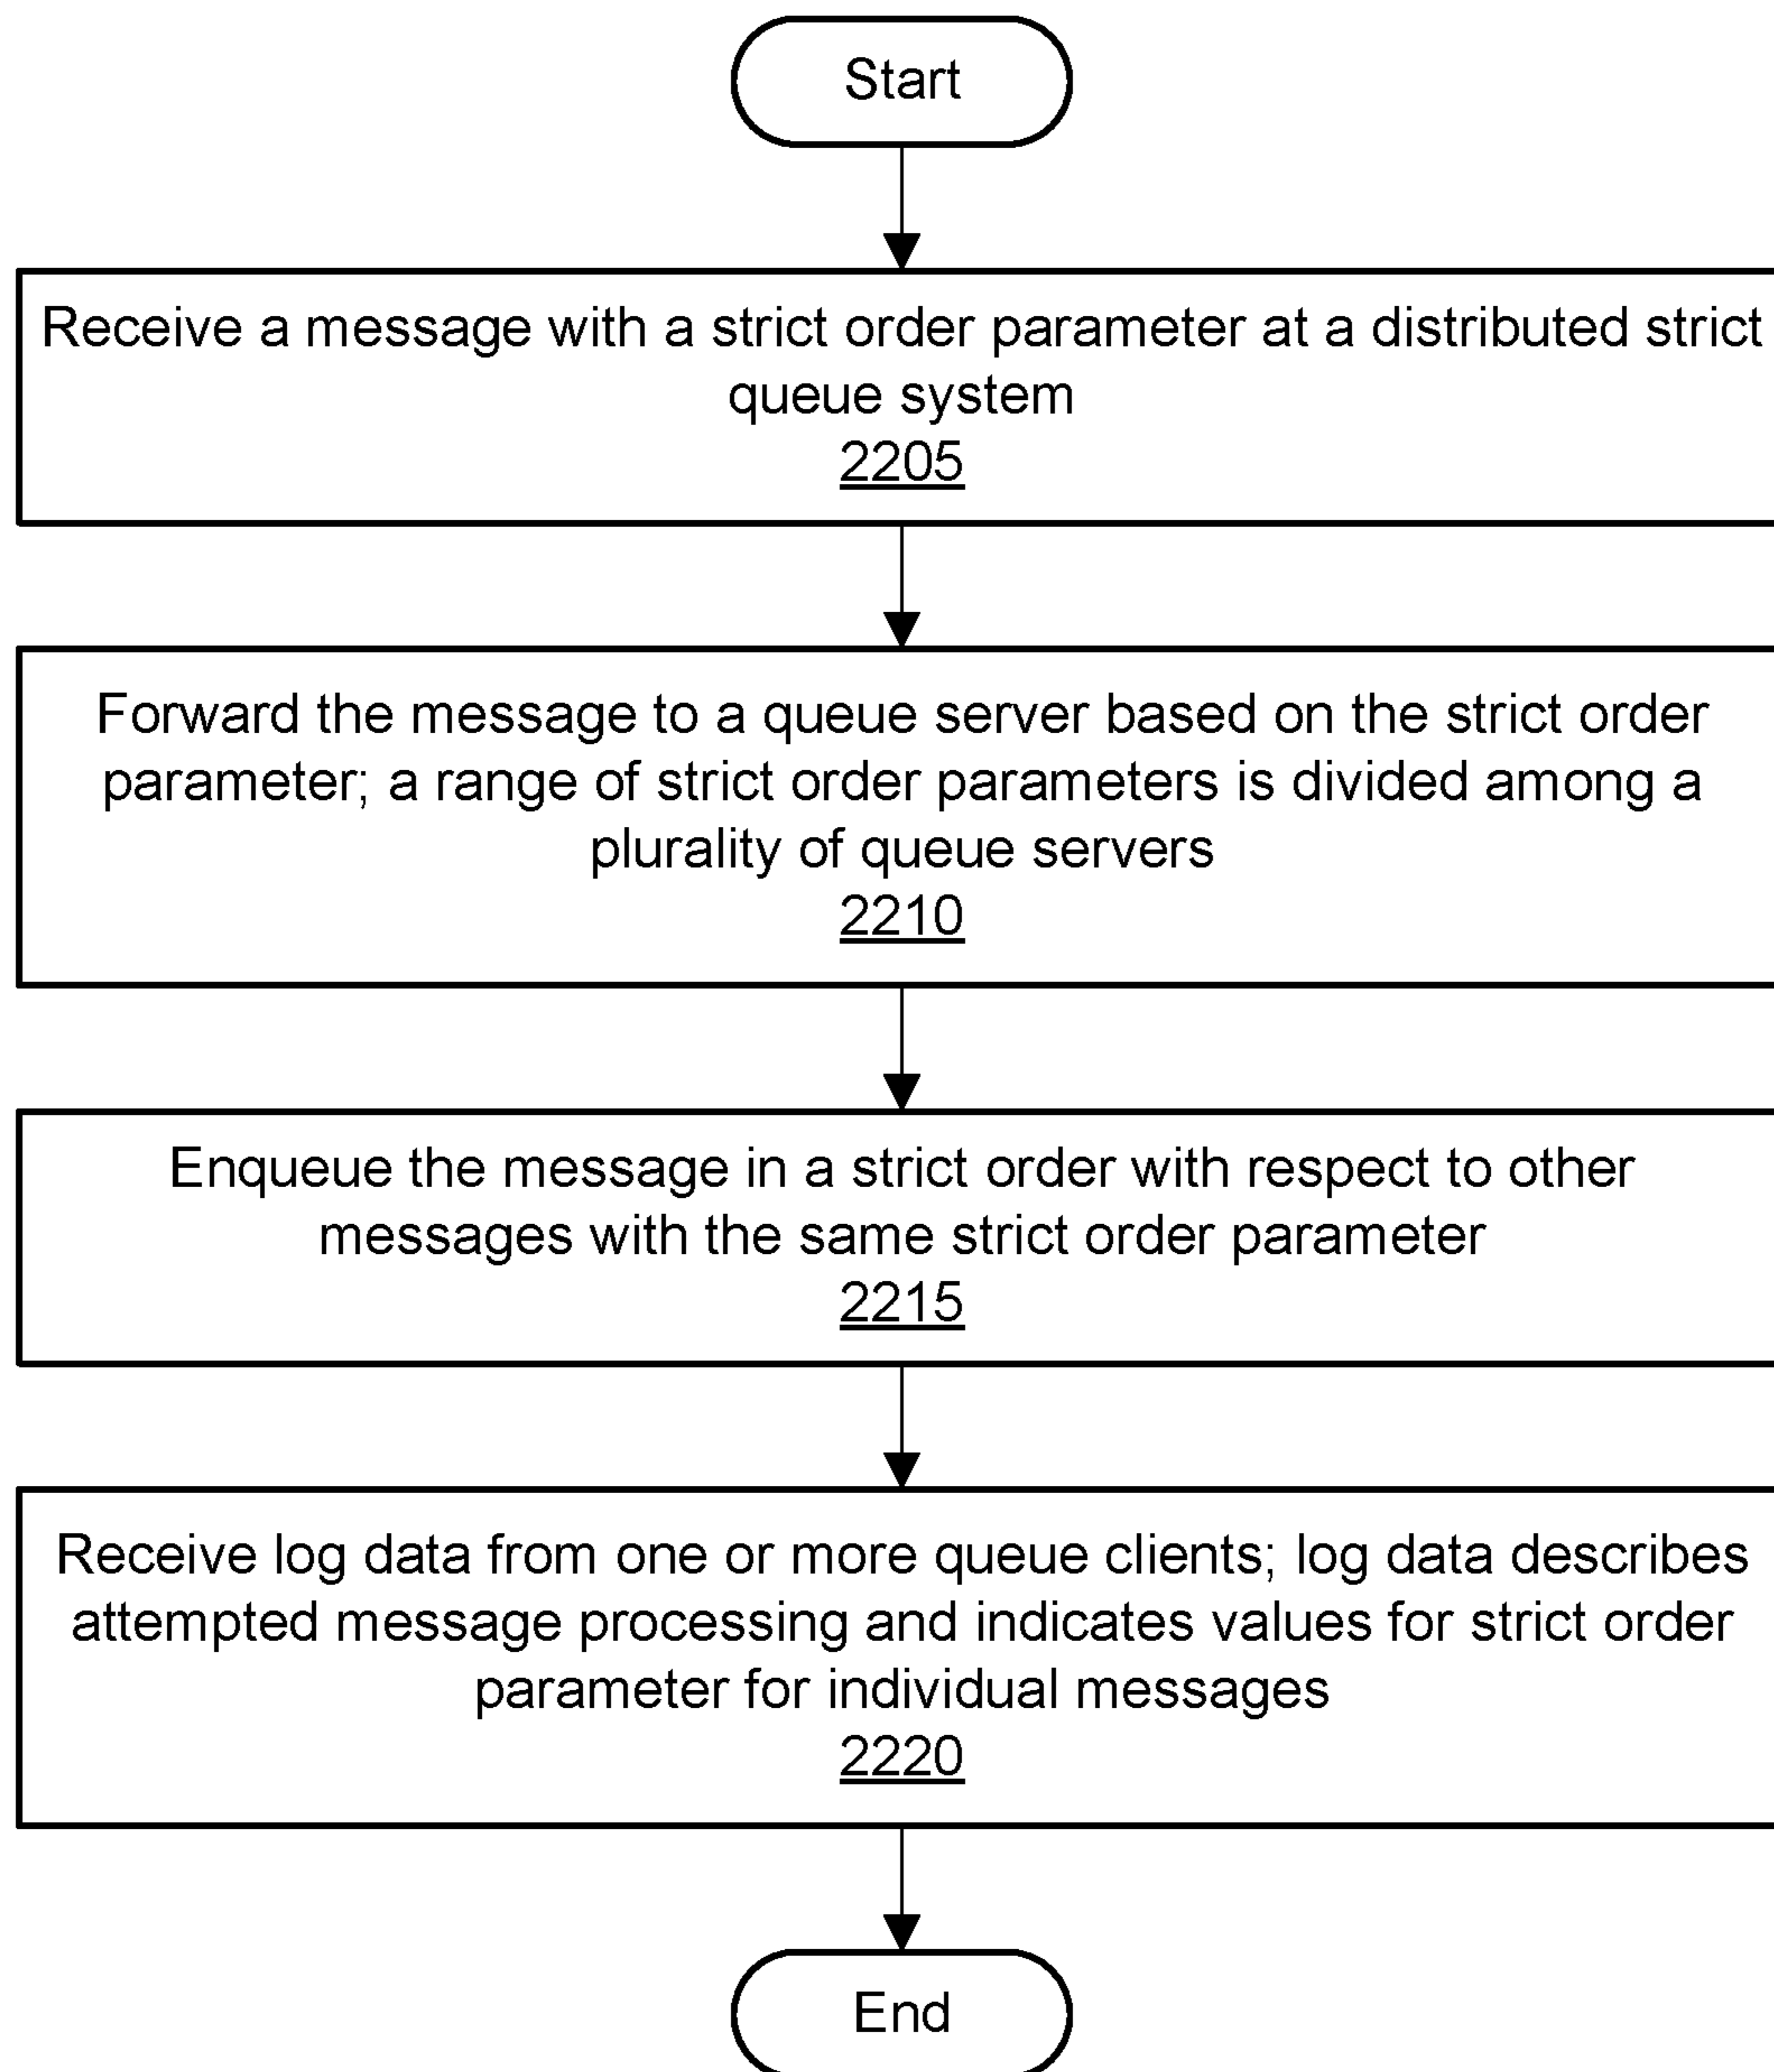 Start
Receive a message with a strict order parameter at a distributed strict
queue system
2205
Forward the message to a queue server based on the strict order
parameter; a range of strict order parameters is divided among a
plurality of queue servers
2210
Enqueue the message in a strict order with respect to other
messages with the same strict order parameter
2215
Receive log data from one or more queue clients; log data describes
attempted message processing and indicates values for strict order
parameter for individual messages
2220
End